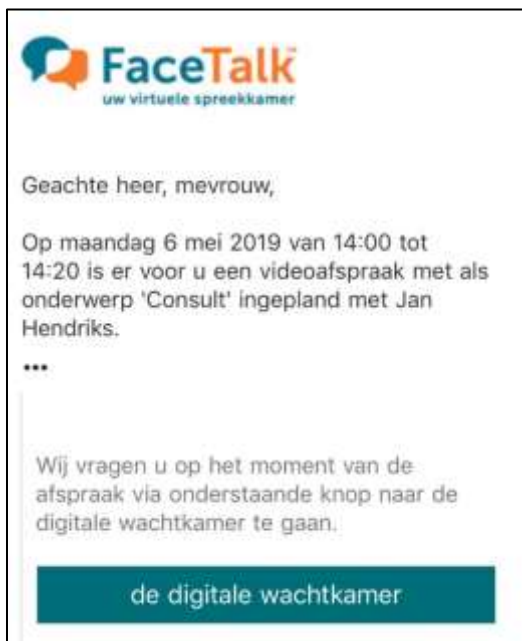 FaceTalk™
uw virtuele spreekkamer
Geachte heer, mevrouw,
Op maandag 6 mei 2019 van 14:00 tot
14:20 is er voor u een videoafspraak met als
onderwerp 'Consult' ingepland met Jan
Hendriks.
•••
Wij vragen u op het moment van de
afspraak via onderstaande knop naar de
digitale wachtkamer te gaan.
de digitale wachtkamer